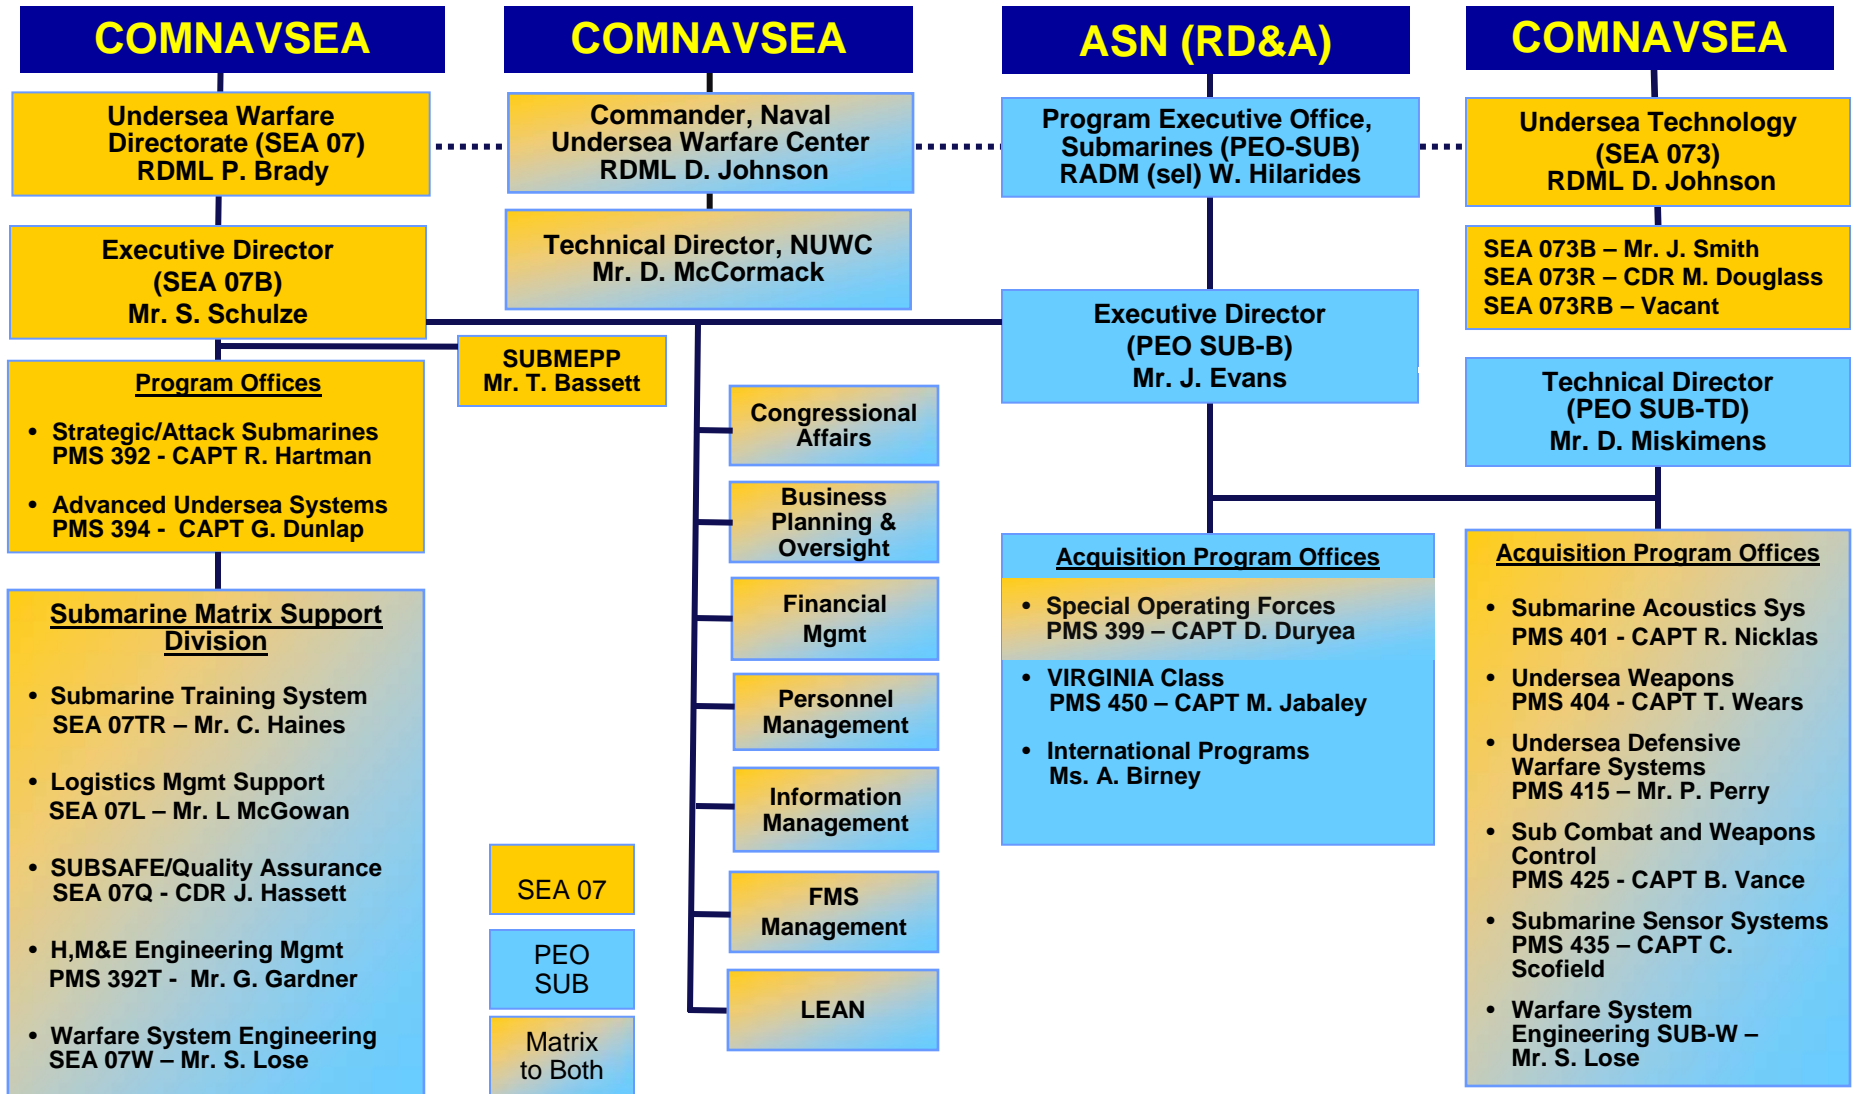 COMNAVSEA
Undersea Warfare
Directorate (SEA 07)
RDML P. Brady
Executive Director
(SEA 07B)
Mr. S. Schulze
Program Offices
• Strategic/Attack Submarines
PMS 392 - CAPT R. Hartman
• Advanced Undersea Systems
PMS 394 - CAPT G. Dunlap
Submarine Matrix Support
Division
• Submarine Training System
SEA 07TR – Mr. C. Haines
• Logistics Mgmt Support
SEA 07L – Mr. L McGowan
• SUBSAFE/Quality Assurance
SEA 07Q - CDR J. Hassett
• H,M&E Engineering Mgmt
PMS 392T - Mr. G. Gardner
• Warfare System Engineering
SEA 07W – Mr. S. Lose
COMNAVSEA
Commander, Naval
Undersea Warfare Center
RDML D. Johnson
Technical Director, NUWC
Mr. D. McCormack
SUBMEPP
Mr. T. Bassett
Congressional
Affairs
Business
Planning &
Oversight
Financial
Mgmt
Personnel
Management
Information
Management
FMS
Management
LEAN
SEA 07
PEO
SUB
Matrix
to Both
ASN (RD&A)
Program Executive Office,
Submarines (PEO-SUB)
RADM (sel) W. Hilarides
Executive Director
(PEO SUB-B)
Mr. J. Evans
Acquisition Program Offices
• Special Operating Forces
PMS 399 – CAPT D. Duryea
• VIRGINIA Class
PMS 450 – CAPT M. Jabaley
• International Programs
Ms. A. Birney
COMNAVSEA
Undersea Technology
(SEA 073)
RDML D. Johnson
SEA 073B – Mr. J. Smith
SEA 073R – CDR M. Douglass
SEA 073RB – Vacant
Technical Director
(PEO SUB-TD)
Mr. D. Miskimens
Acquisition Program Offices
• Submarine Acoustics Sys
PMS 401 - CAPT R. Nicklas
• Undersea Weapons
PMS 404 - CAPT T. Wears
• Undersea Defensive
Warfare Systems
PMS 415 – Mr. P. Perry
• Sub Combat and Weapons
Control
PMS 425 - CAPT B. Vance
• Submarine Sensor Systems
PMS 435 – CAPT C.
Scofield
• Warfare System
Engineering SUB-W –
Mr. S. Lose